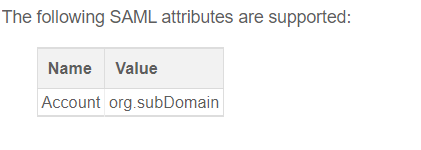 The following SAML attributes are supported:
Name Value
Account org.subDomain